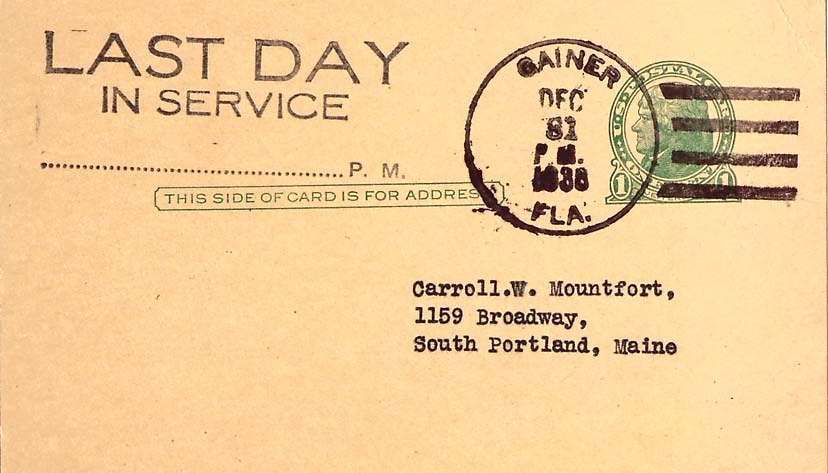 LAST DAY
IN SERVICE
P. M.
THIS SIDE OF CARD IS FOR ADDRESS
GAINER
DEC
31
P.M.
FLA.
1 1
Carroll.W. Mountfort,
1159 Broadway,
South Portland, Maine